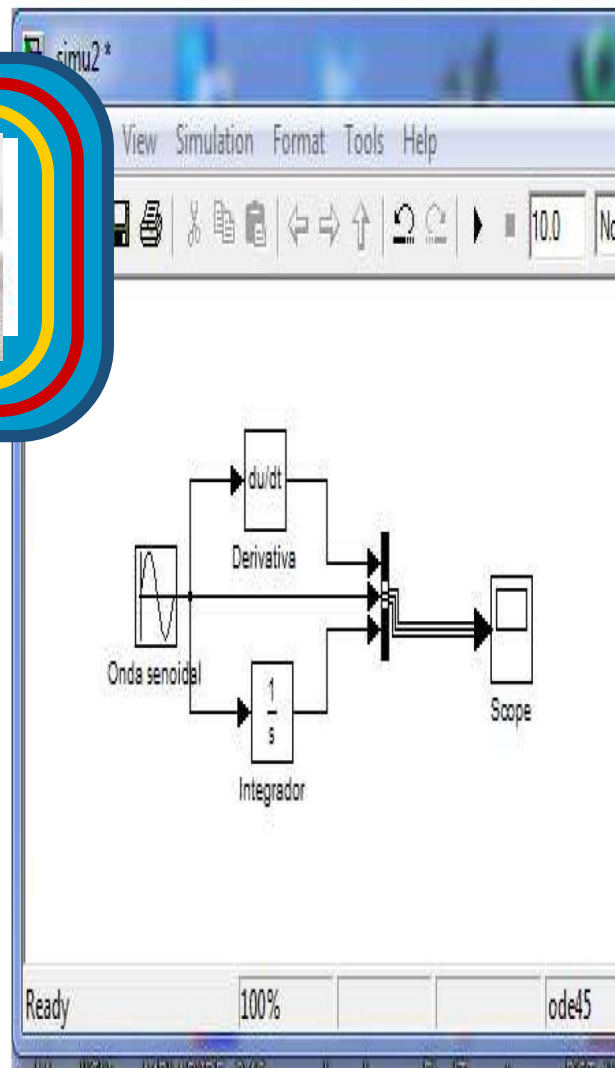 simu2 *
View Simulation Format Tools Help
10.0
du/dt
Derivativa
Onda senoidal
1
s
Integrador
Scope
Ready 100% ode45